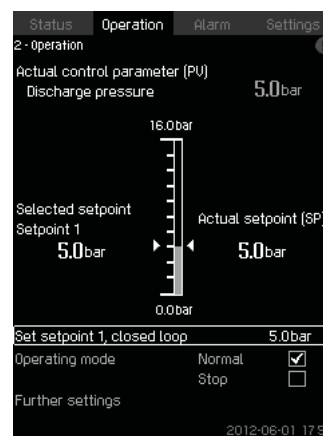 Status Operation Alarm Settings
2 - Operation
Actual control parameter (PV)
Discharge pressure 5.0bar
16.0bar
Selected setpoint
Setpoint 1
5.0bar
Actual setpoint (SP)
5.0bar
0.0bar
Set setpoint 1, closed loop 5.0bar
Operating mode Normal
Stop
Further settings
2012-06-01 17